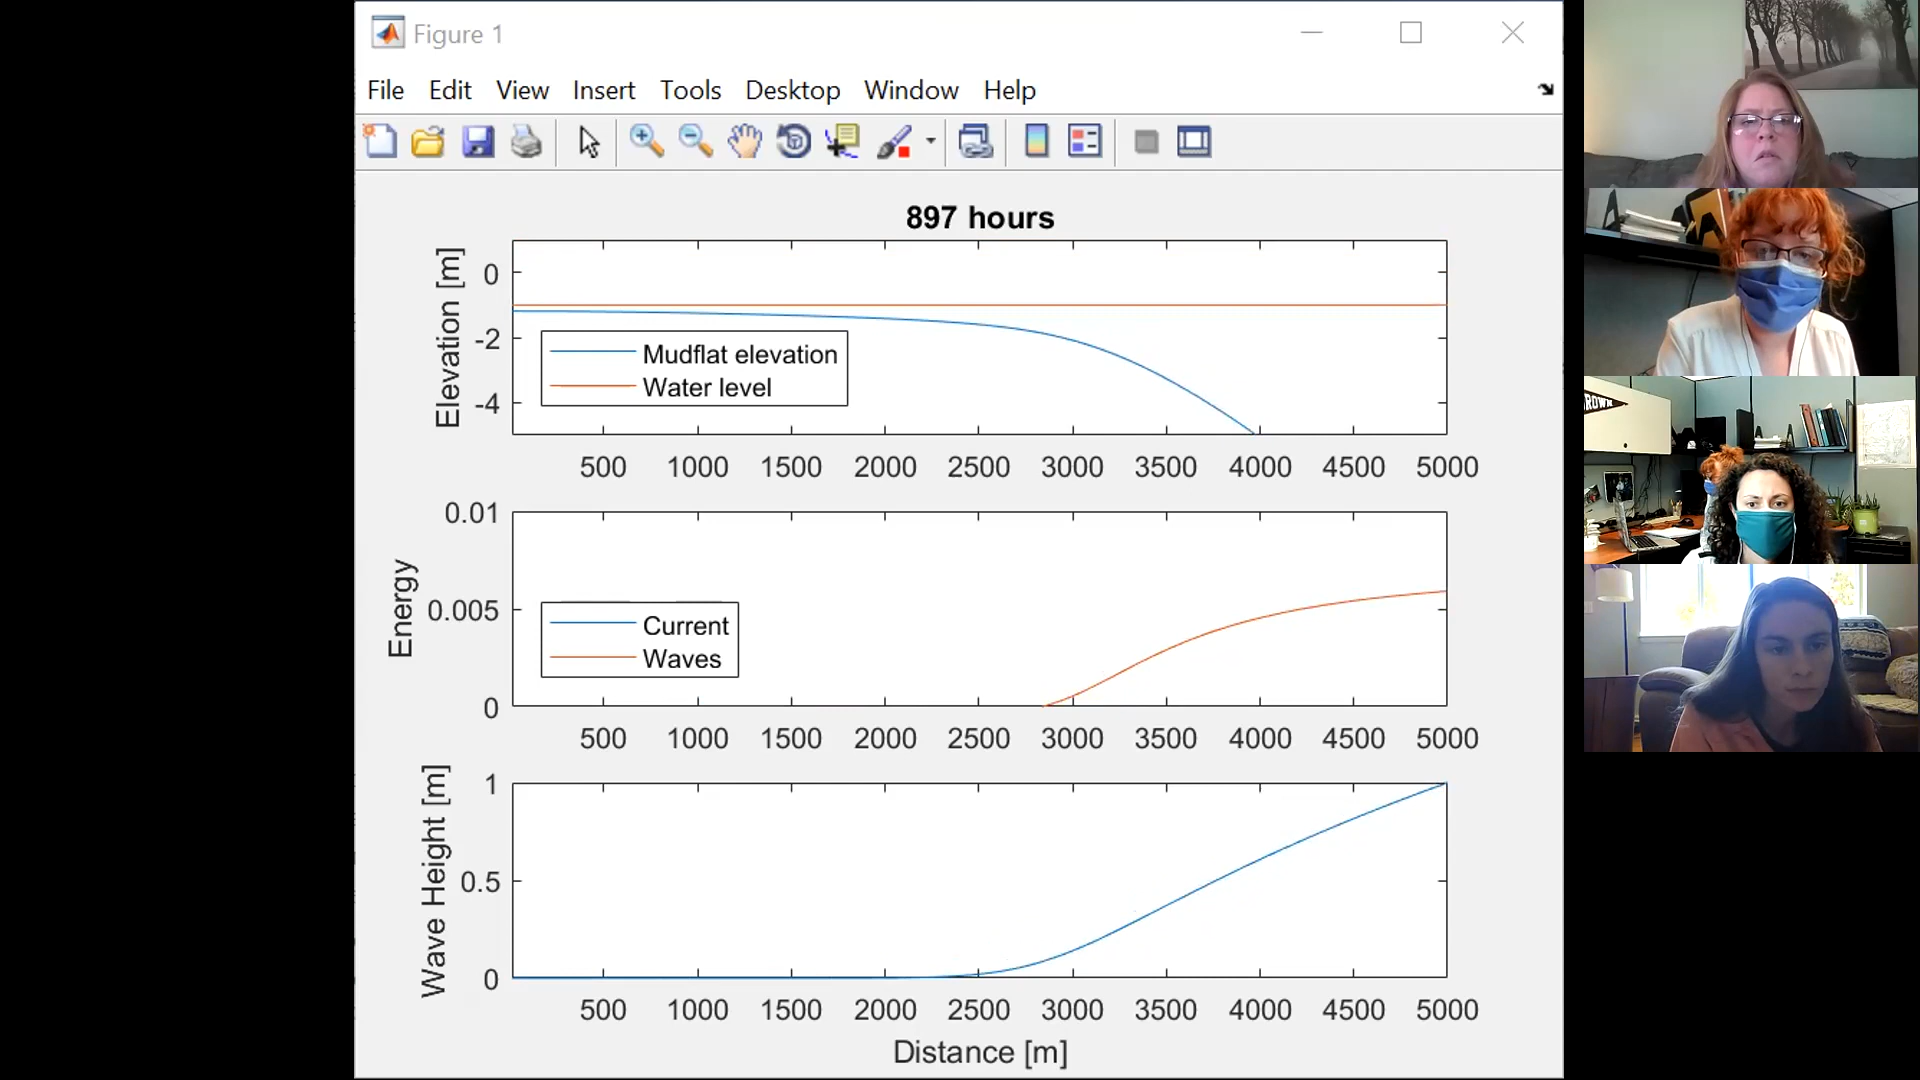 Figure 1
File Edit View Insert Tools Desktop Window Help
897 hours
Elevation [m]
0
-2
-4
Mudflat elevation
Water level
500 1000 1500 2000 2500 3000 3500 4000 4500 5000
Energy
0.01
0.005
0
Current
Waves
500 1000 1500 2000 2500 3000 3500 4000 4500 5000
Wave Height [m]
1
0.5
0
500 1000 1500 2000 2500 3000 3500 4000 4500 5000
Distance [m]